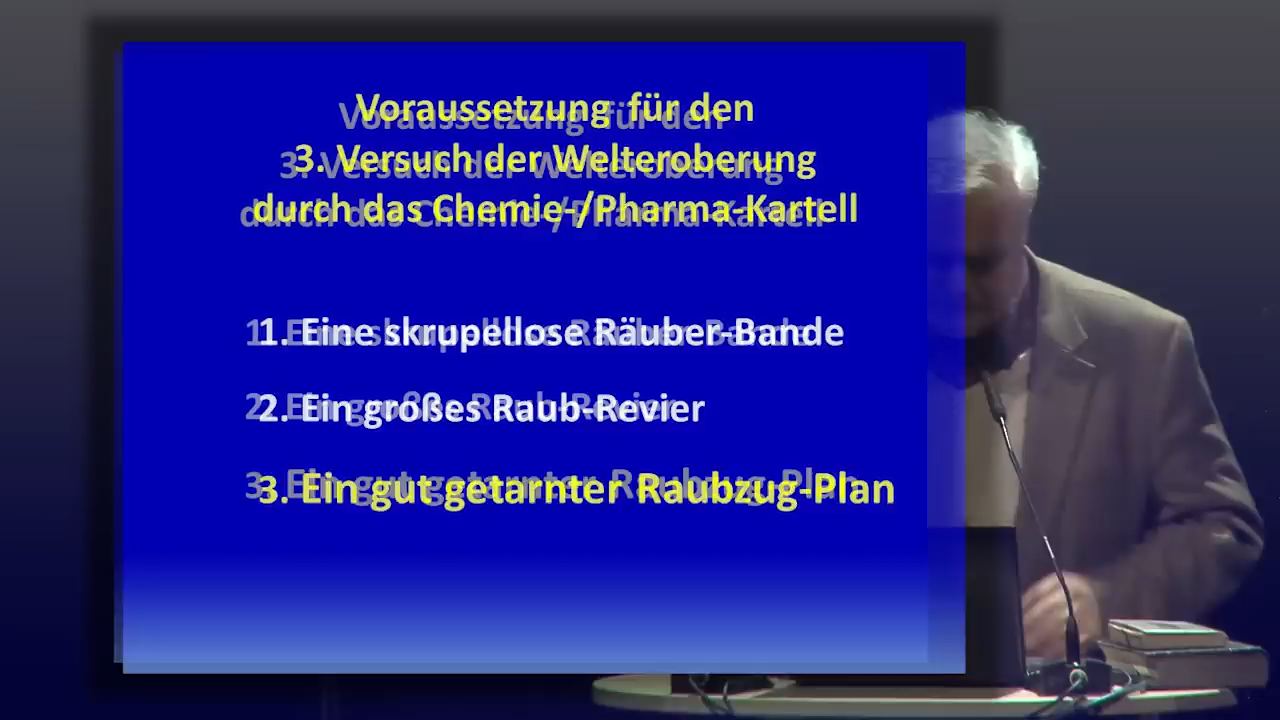 Voraussetzung für den
3. Versuch der Welteroberung
durch das Chemie-/Pharma-Kartell
1. Eine skrupellose Räuber-Bande
2. Ein großes Raub-Revier
3. Ein gut getarnter Raubzug-Plan